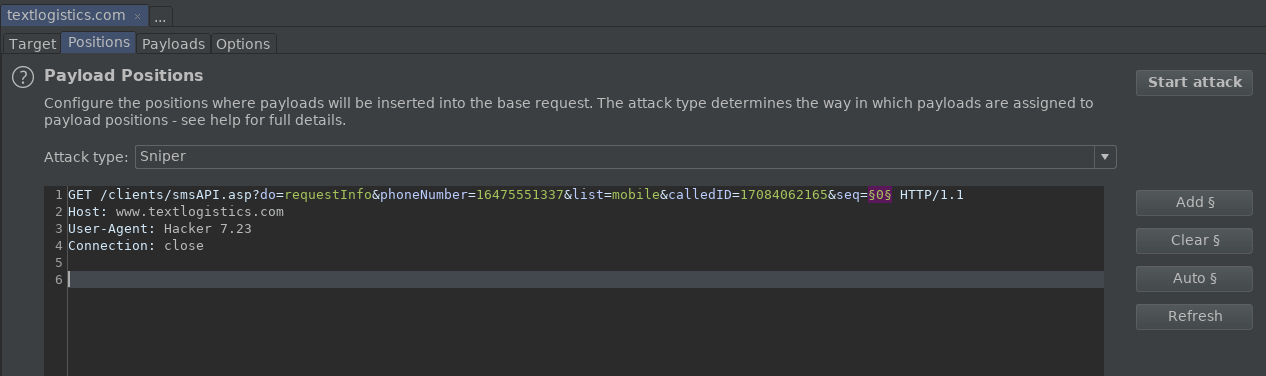 textlogistics.com × ...
Target Positions Payloads Options
? Payload Positions
Start attack
Configure the positions where payloads will be inserted into the base request. The attack type determines the way in which payloads are assigned to
payload positions - see help for full details.
Attack type: Sniper
1 GET /clients/smsAPI.asp?do=requestInfo&phoneNumber=16475551337&list=mobile&calledID=17084062165&seq=§0§ HTTP/1.1
2 Host: www.textlogistics.com
3 User-Agent: Hacker 7.23
4 Connection: close
5
6
Add §
Clear §
Auto §
Refresh